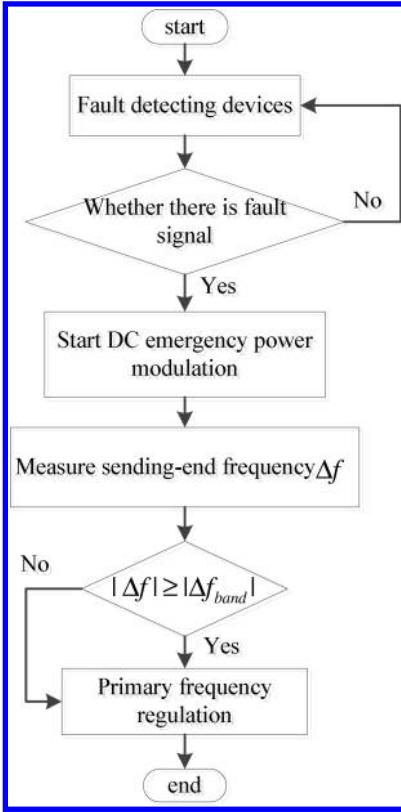 start
Fault detecting devices
Whether there is fault
signal
No
Yes
Start DC emergency power
modulation
Measure sending-end frequency Δf
No
|Δf| ≥ |Δf_band|
Yes
Primary frequency
regulation
end